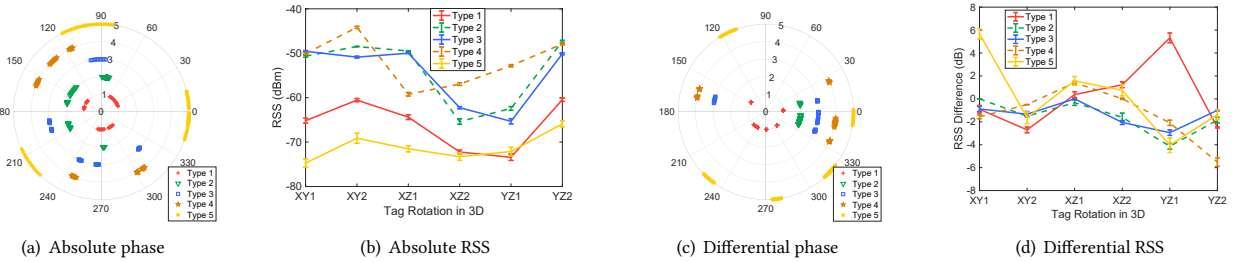 90
120
60
150
30
180
0
210
330
240
300
270
5
4
3
2
1
0
Type 1
Type 2
Type 3
Type 4
Type 5
(a) Absolute phase
-40
-50
-60
-70
-80
RSS (dBm)
Type 1
Type 2
Type 3
Type 4
Type 5
XY1 XY2 XZ1 XZ2 YZ1 YZ2
Tag Rotation in 3D
(b) Absolute RSS
90
120
60
150
30
180
0
210
330
240
300
270
5
4
3
2
1
0
Type 1
Type 2
Type 3
Type 4
Type 5
(c) Differential phase
8
6
4
2
0
-2
-4
-6
-8
RSS Difference (dB)
Type 1
Type 2
Type 3
Type 4
Type 5
XY1 XY2 XZ1 XZ2 YZ1 YZ2
Tag Rotation in 3D
(d) Differential RSS